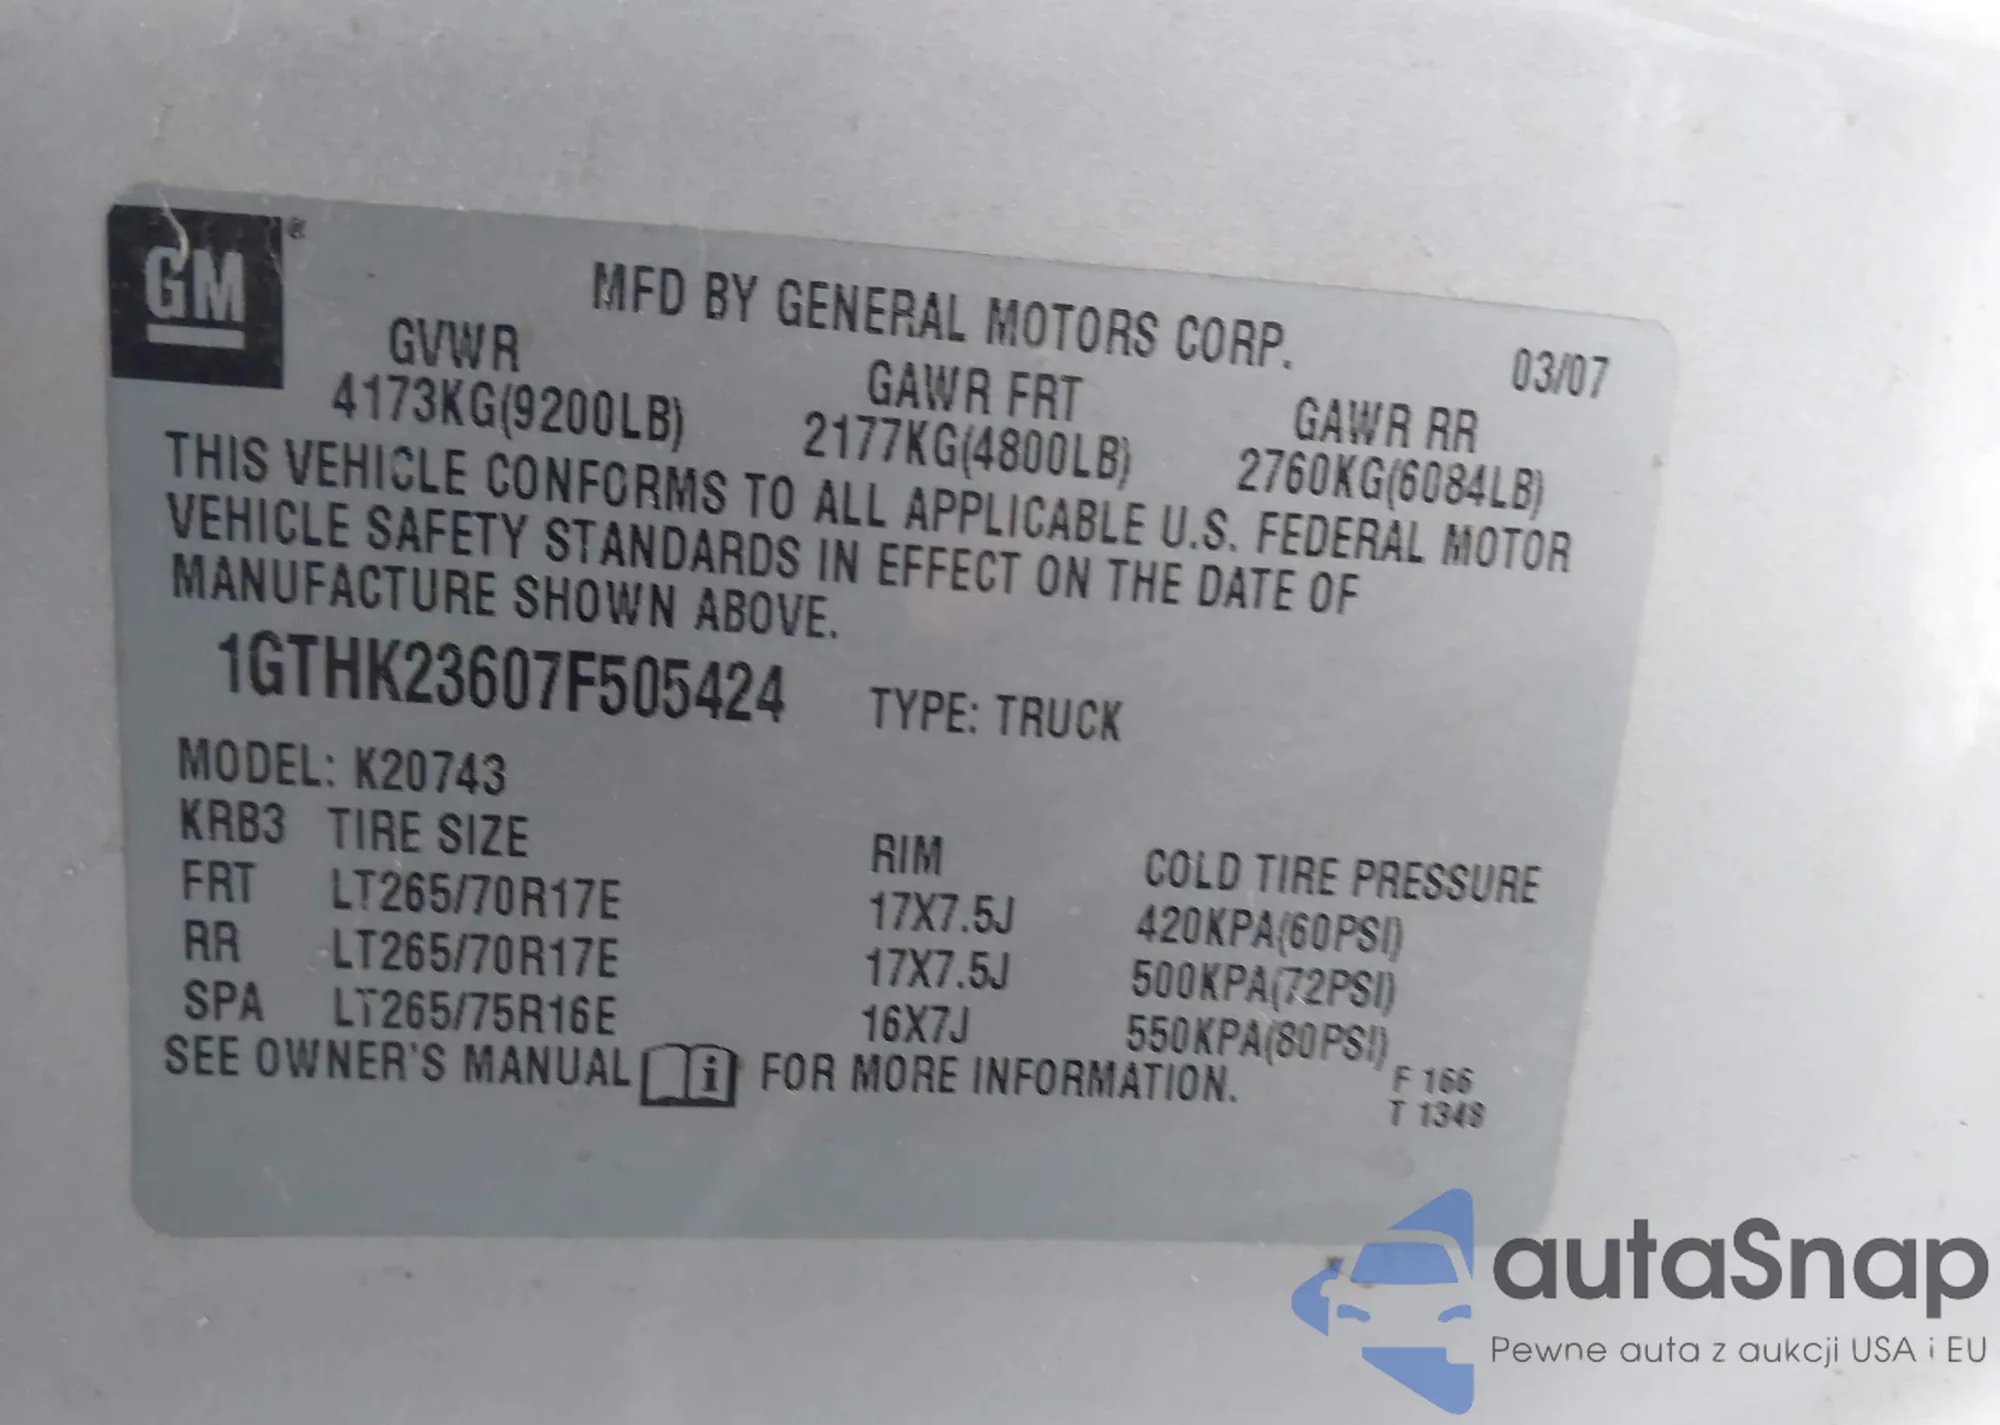 GM ®
MFD BY GENERAL MOTORS CORP. 03/07
GVWR GAWR FRT GAWR RR
4173KG(9200LB) 2177KG(4800LB) 2760KG(6084LB)
THIS VEHICLE CONFORMS TO ALL APPLICABLE U.S. FEDERAL MOTOR
VEHICLE SAFETY STANDARDS IN EFFECT ON THE DATE OF
MANUFACTURE SHOWN ABOVE.
1GTHK23607F505424 TYPE: TRUCK
MODEL: K20743
KRB3 TIRE SIZE RIM COLD TIRE PRESSURE
FRT LT265/70R17E 17X7.5J 420KPA(60PSI)
RR LT265/70R17E 17X7.5J 500KPA(72PSI)
SPA LT265/75R16E 16X7J 550KPA(80PSI)
SEE OWNER'S MANUAL i FOR MORE INFORMATION.
F 166
T 1348
autaSnap
Pewne auta z aukcji USA i EU